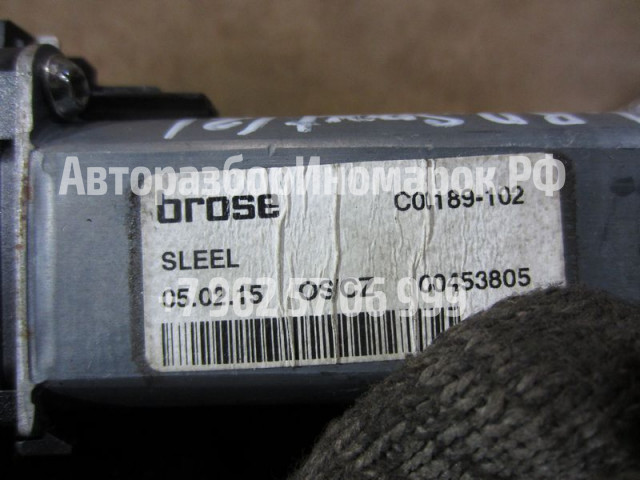 АвторазборИномарок.РФ
brose
C00189-102
SLEEL
05.02.15 OS/CZ 00453805